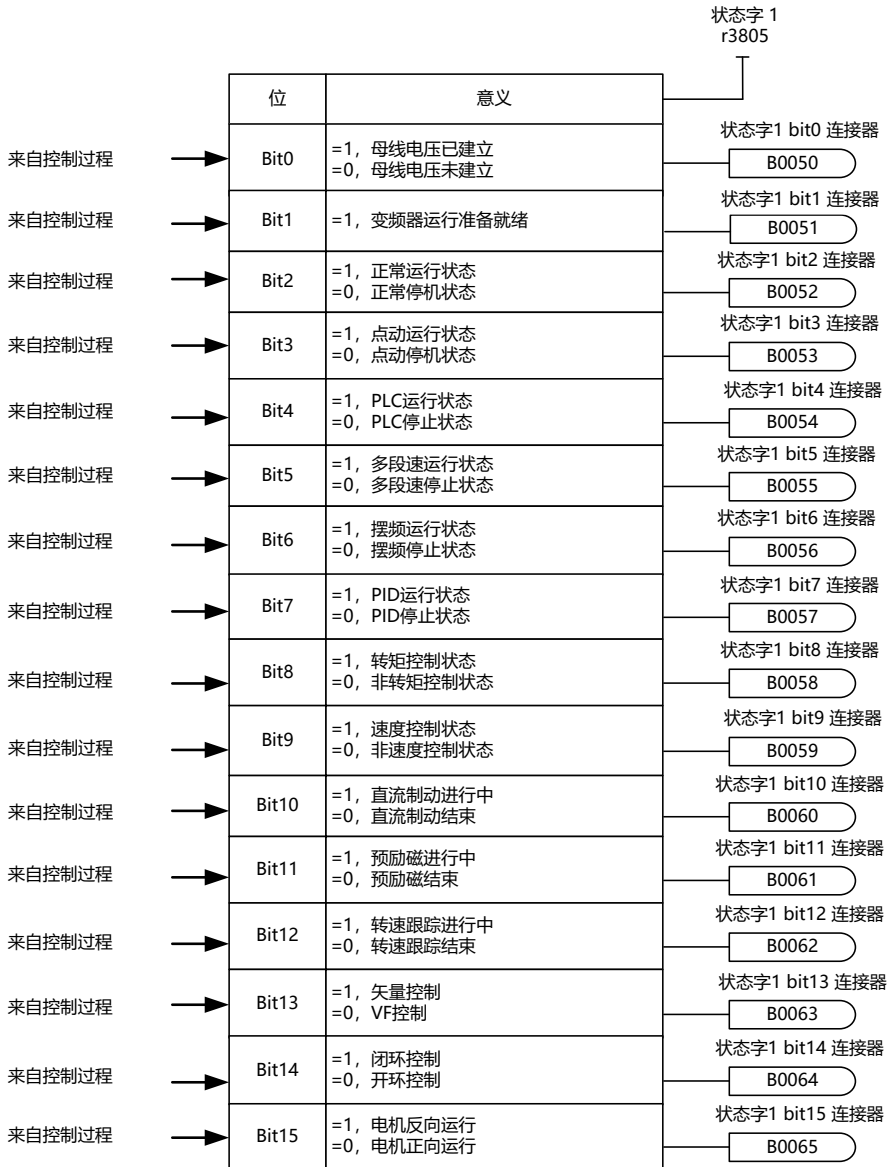 状态字 1
r3805
位
意义
状态字1 bit0 连接器
来自控制过程
Bit0
=1，母线电压已建立
=0，母线电压未建立
B0050
状态字1 bit1 连接器
来自控制过程
Bit1
=1，变频器运行准备就绪
B0051
状态字1 bit2 连接器
来自控制过程
Bit2
=1，正常运行状态
=0，正常停机状态
B0052
状态字1 bit3 连接器
来自控制过程
Bit3
=1，点动运行状态
=0，点动停机状态
B0053
状态字1 bit4 连接器
来自控制过程
Bit4
=1，PLC运行状态
=0，PLC停止状态
B0054
状态字1 bit5 连接器
来自控制过程
Bit5
=1，多段速运行状态
=0，多段速停止状态
B0055
状态字1 bit6 连接器
来自控制过程
Bit6
=1，摆频运行状态
=0，摆频停止状态
B0056
状态字1 bit7 连接器
来自控制过程
Bit7
=1，PID运行状态
=0，PID停止状态
B0057
状态字1 bit8 连接器
来自控制过程
Bit8
=1，转矩控制状态
=0，非转矩控制状态
B0058
状态字1 bit9 连接器
来自控制过程
Bit9
=1，速度控制状态
=0，非速度控制状态
B0059
状态字1 bit10 连接器
来自控制过程
Bit10
=1，直流制动进行中
=0，直流制动结束
B0060
状态字1 bit11 连接器
来自控制过程
Bit11
=1，预励磁进行中
=0，预励磁结束
B0061
状态字1 bit12 连接器
来自控制过程
Bit12
=1，转速跟踪进行中
=0，转速跟踪结束
B0062
状态字1 bit13 连接器
来自控制过程
Bit13
=1，矢量控制
=0，VF控制
B0063
状态字1 bit14 连接器
来自控制过程
Bit14
=1，闭环控制
=0，开环控制
B0064
状态字1 bit15 连接器
来自控制过程
Bit15
=1，电机反向运行
=0，电机正向运行
B0065